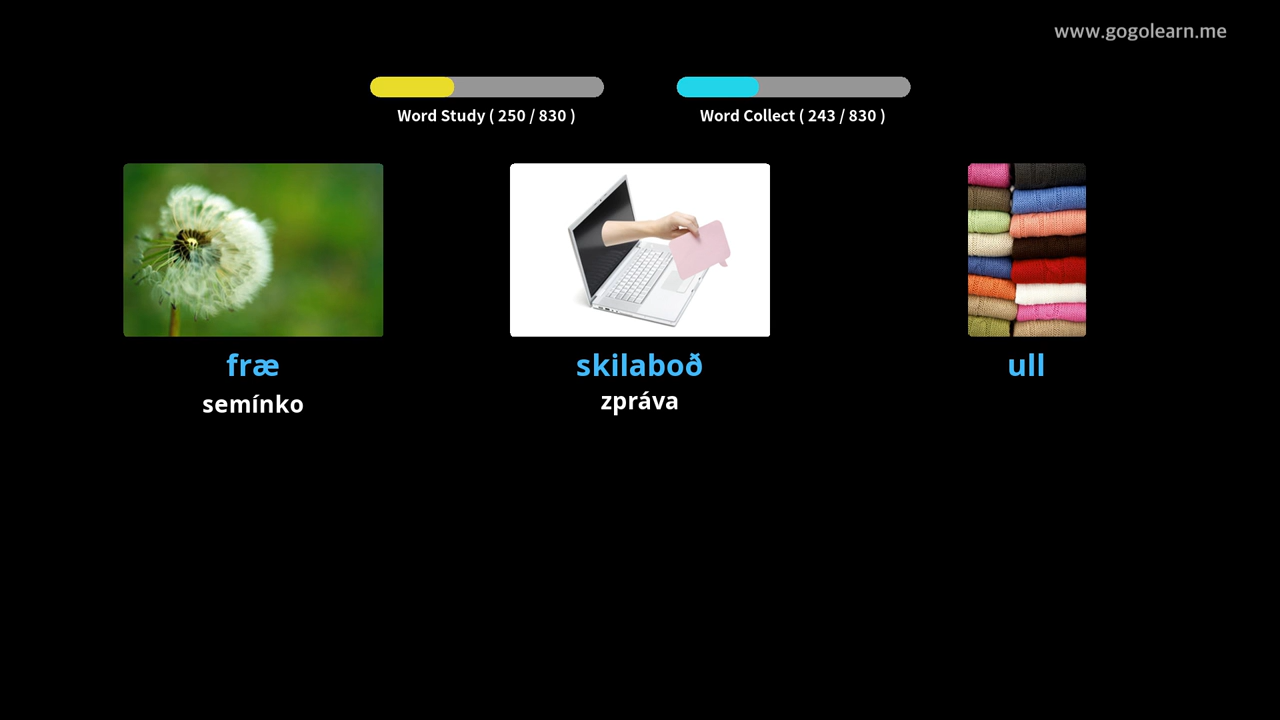 www.gogolearn.me
Word Study ( 250 / 830 )
Word Collect ( 243 / 830 )
fræ
semínko
skilaboð
zpráva
ull